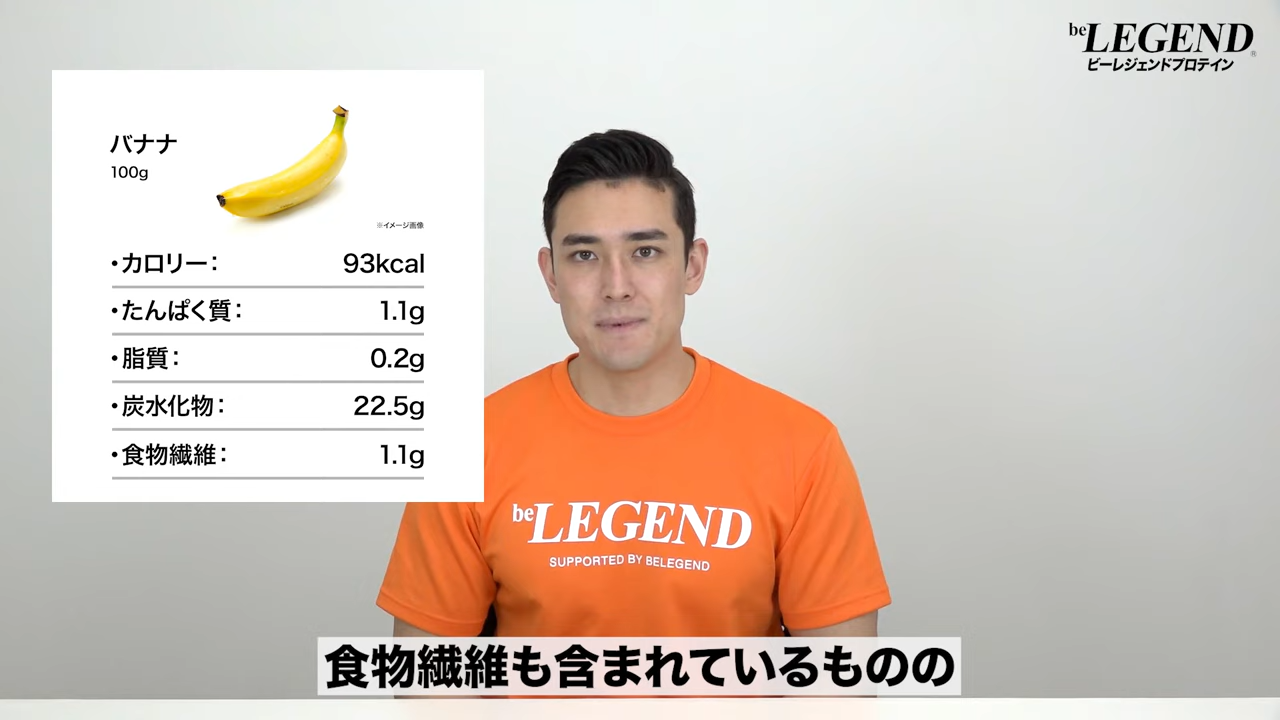 beLEGEND®
ビーレジェンドプロテイン
バナナ
100g
※イメージ画像
・カロリー： 93kcal
・たんぱく質： 1.1g
・脂質： 0.2g
・炭水化物： 22.5g
・食物繊維： 1.1g
beLEGEND
SUPPORTED BY BELEGEND
食物繊維も含まれているものの